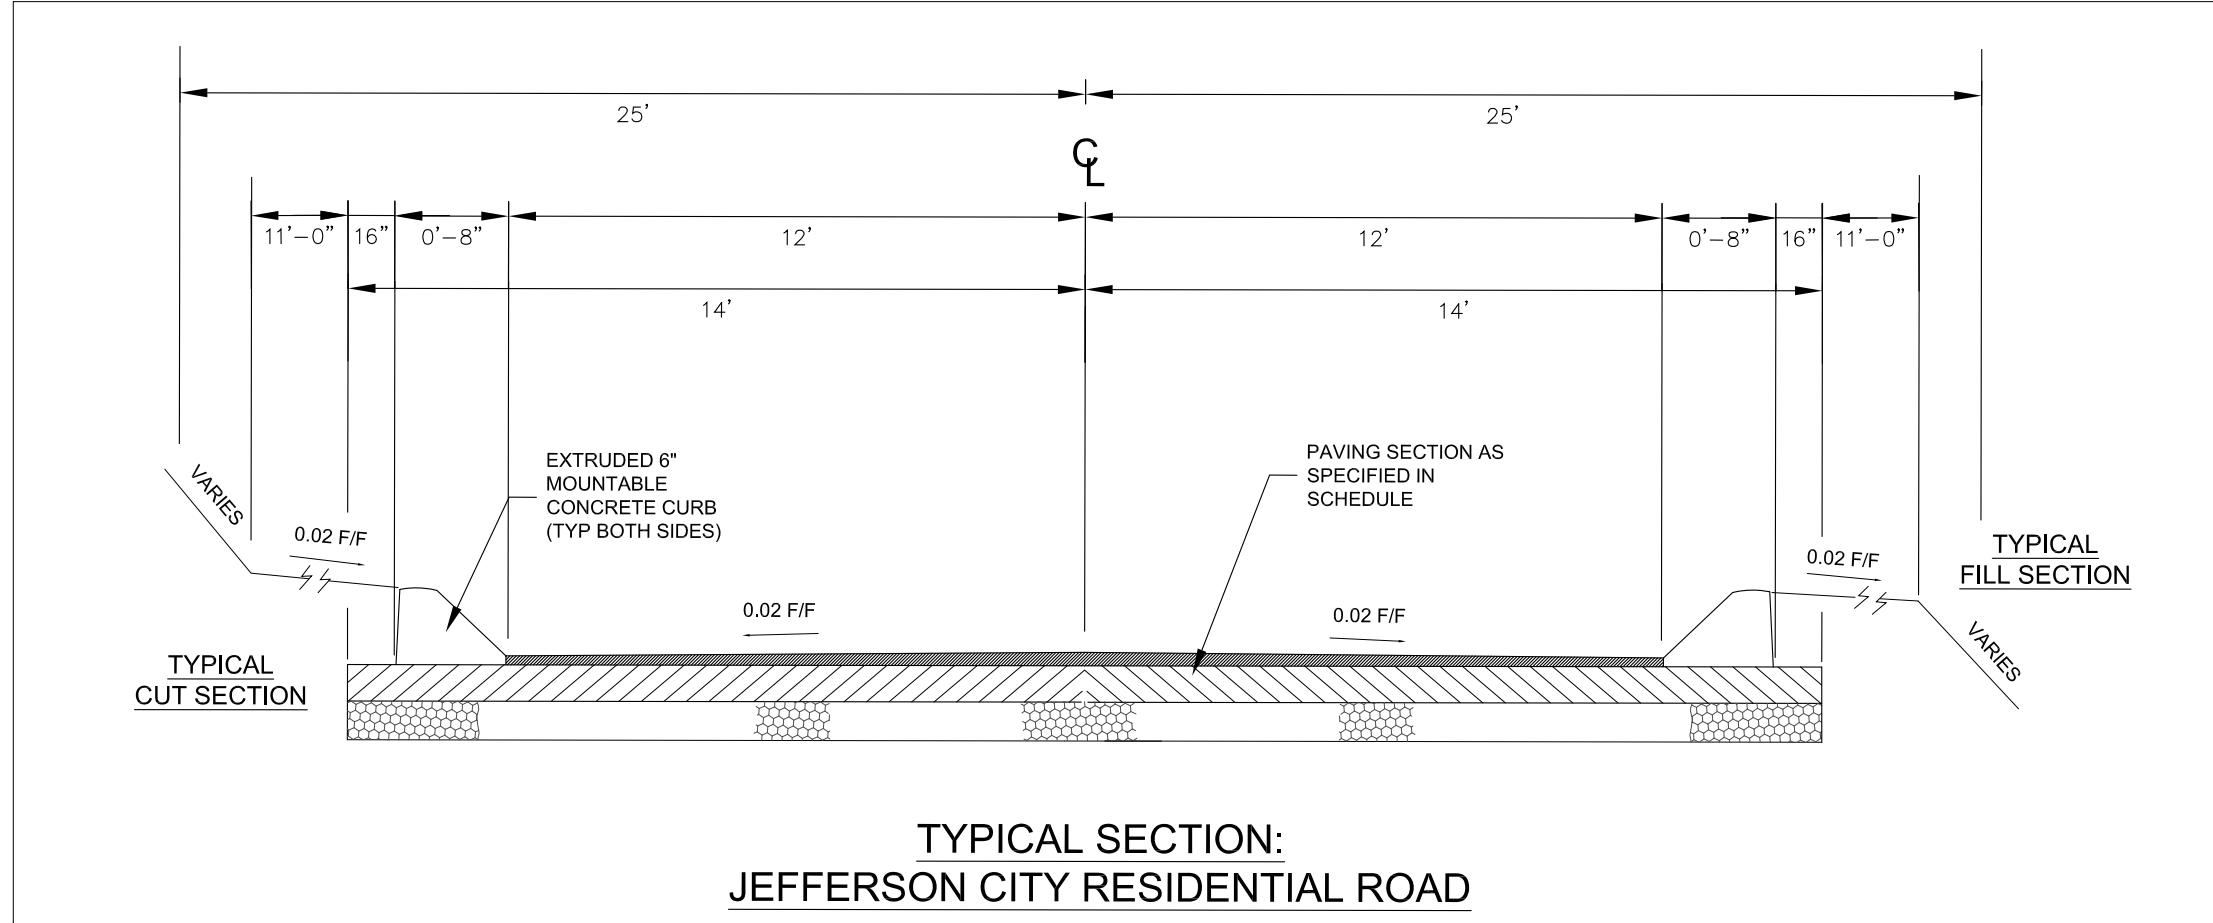 25’
25’
℄
11’-0”
16”
0’-8”
12’
12’
0’-8”
16”
11’-0”
14’
14’
EXTRUDED 6"
MOUNTABLE
CONCRETE CURB
(TYP BOTH SIDES)
PAVING SECTION AS
SPECIFIED IN
SCHEDULE
VARIES
0.02 F/F
0.02 F/F
0.02 F/F
0.02 F/F
TYPICAL
FILL SECTION
VARIES
TYPICAL
CUT SECTION
TYPICAL SECTION:
JEFFERSON CITY RESIDENTIAL ROAD